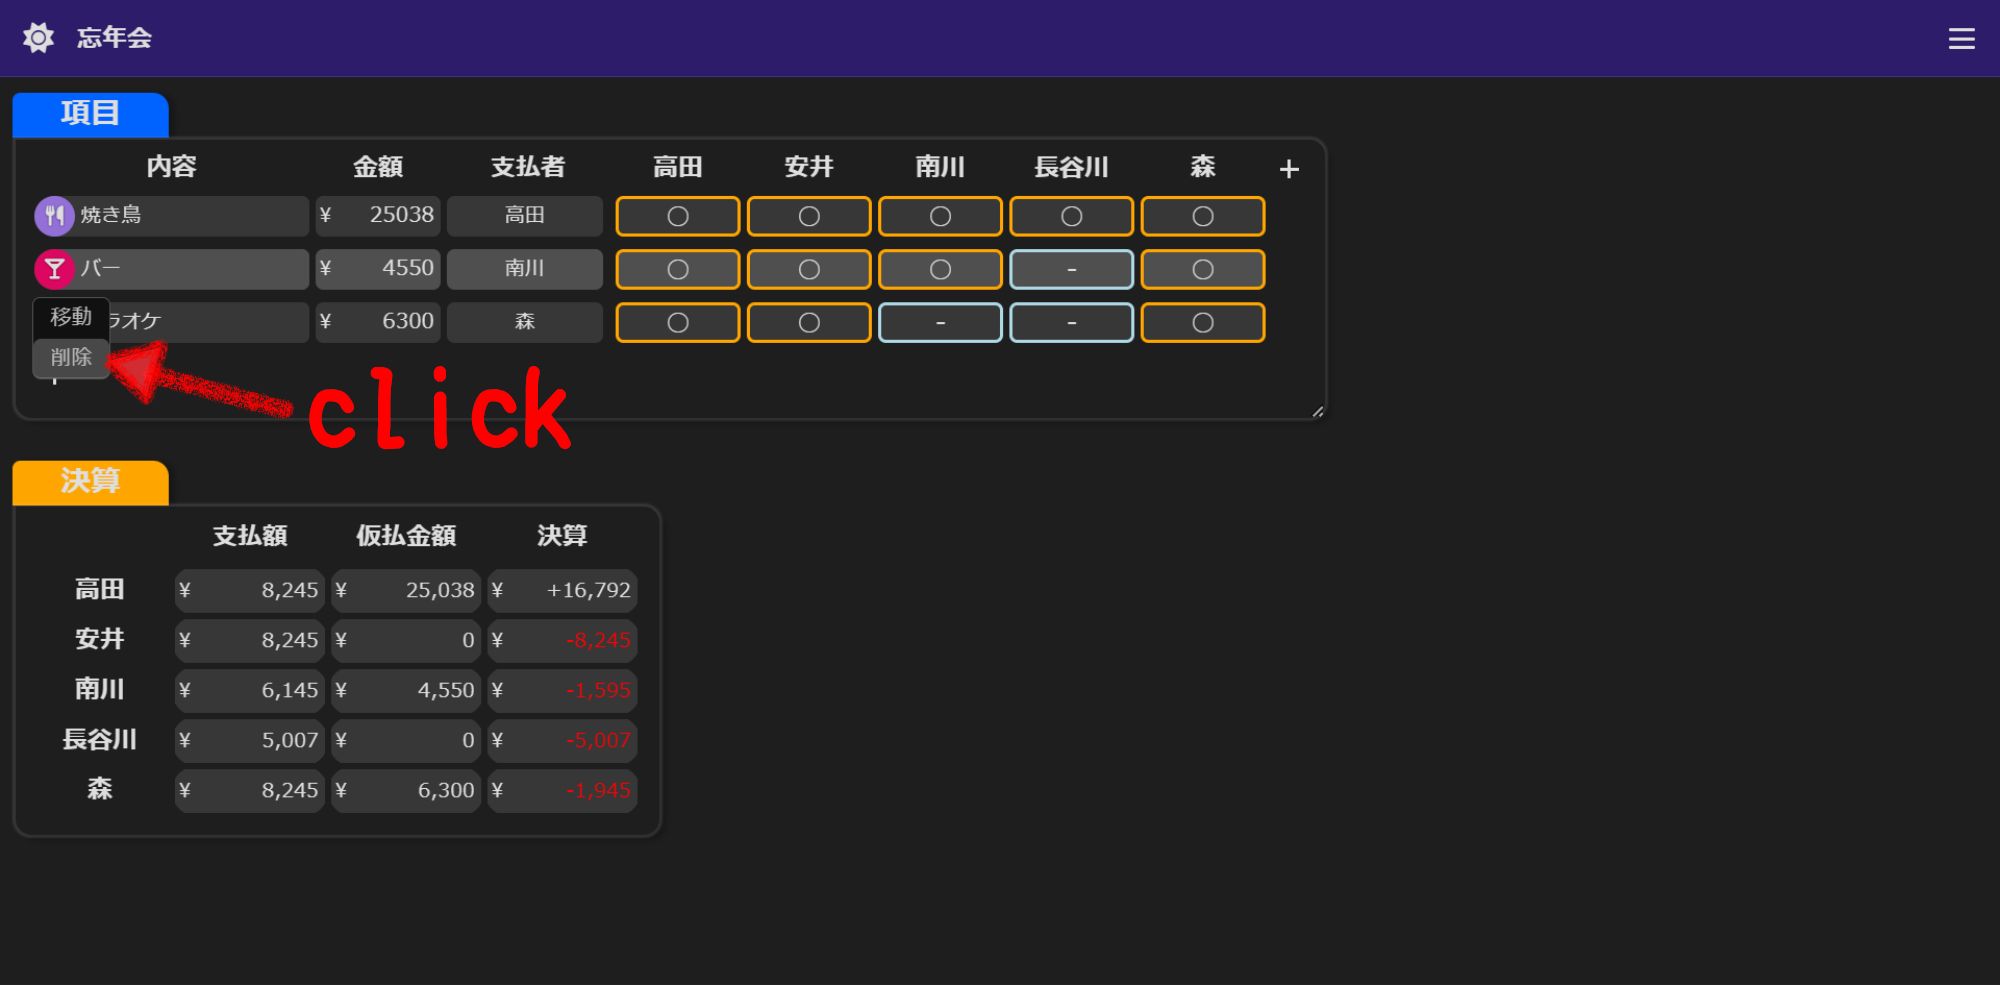 忘年会
項目
内容 金額 支払者 高田 安井 南川 長谷川 森 +
焼き鳥 ¥ 25038 高田 ○ ○ ○ ○ ○
バー ¥ 4550 南川 ○ ○ ○ - ○
ラオケ ¥ 6300 森 ○ ○ - - ○
移動
削除
click
決算
支払額 仮払金額 決算
高田 ¥ 8,245 ¥ 25,038 ¥ +16,792
安井 ¥ 8,245 ¥ 0 ¥ -8,245
南川 ¥ 6,145 ¥ 4,550 ¥ -1,595
長谷川 ¥ 5,007 ¥ 0 ¥ -5,007
森 ¥ 8,245 ¥ 6,300 ¥ -1,945